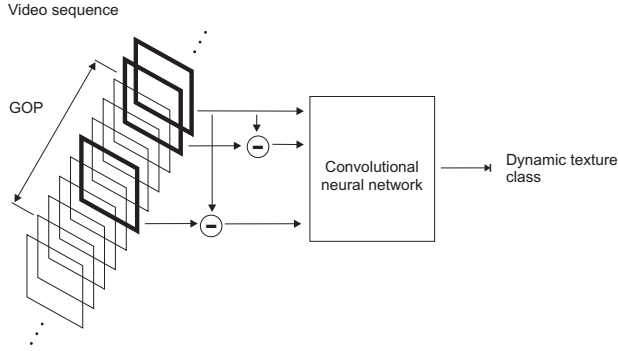 Video sequence
GOP
Convolutional
neural network
Dynamic texture
class